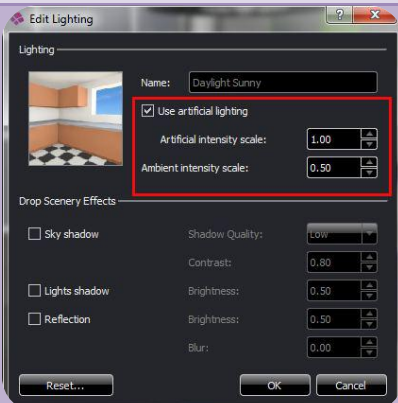 Edit Lighting
Lighting
Name: Daylight Sunny
Use artificial lighting
Artificial intensity scale: 1.00
Ambient intensity scale: 0.50
Drop Scenery Effects
Sky shadow Shadow Quality: Low
Contrast: 0.80
Lights shadow Brightness: 0.50
Reflection Brightness: 0.50
Blur: 0.00
Reset... OK Cancel